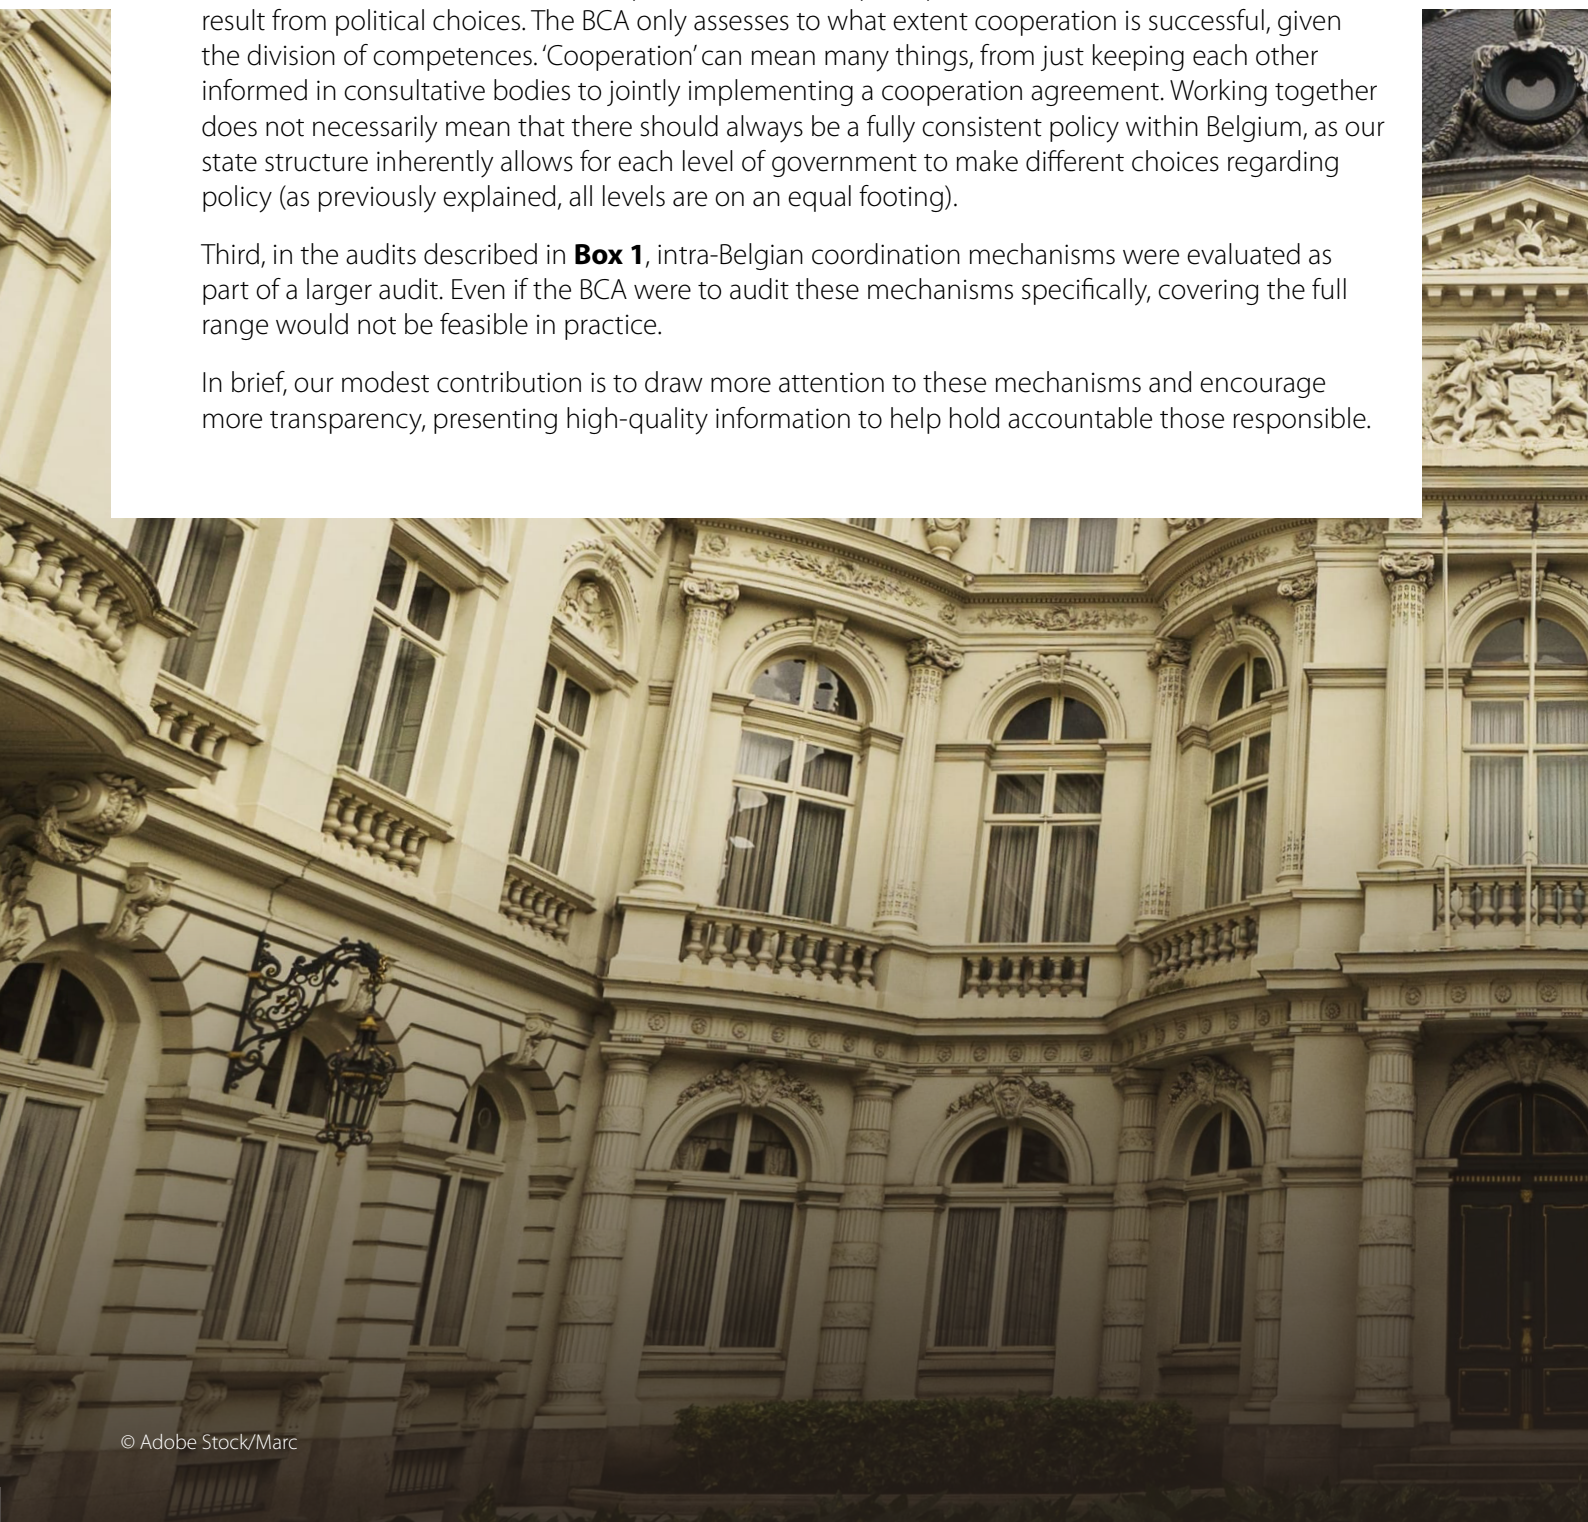 result from political choices. The BCA only assesses to what extent cooperation is successful, given
the division of competences. ‘Cooperation’ can mean many things, from just keeping each other
informed in consultative bodies to jointly implementing a cooperation agreement. Working together
does not necessarily mean that there should always be a fully consistent policy within Belgium, as our
state structure inherently allows for each level of government to make different choices regarding
policy (as previously explained, all levels are on an equal footing).
Third, in the audits described in Box 1, intra-Belgian coordination mechanisms were evaluated as
part of a larger audit. Even if the BCA were to audit these mechanisms specifically, covering the full
range would not be feasible in practice.
In brief, our modest contribution is to draw more attention to these mechanisms and encourage
more transparency, presenting high-quality information to help hold accountable those responsible.
© Adobe Stock/Marc